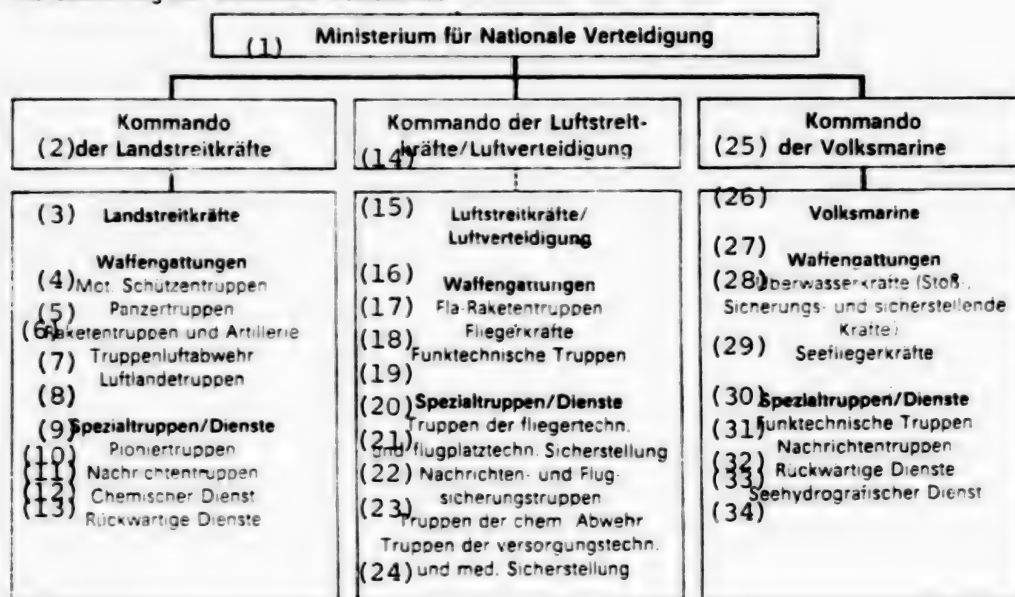 (1) Ministerium für Nationale Verteidigung
Kommando
(2) der Landstreitkräfte
(3) Landstreitkräfte
Waffengattungen
(4) Mot. Schützentruppen
(5) Panzertruppen
(6) Raketentruppen und Artillerie
(7) Truppenluftabwehr
Luftlandetruppen
(8)
(9) Spezialtruppen/Dienste
(10) Pioniertruppen
(11) Nachrichtentruppen
(12) Chemischer Dienst
(13) Rückwärtige Dienste
Kommando der Luftstreit-
(14) kräfte/Luftverteidigung
(15) Luftstreitkräfte/
Luftverteidigung
(16) Waffengattungen
(17) Fla-Raketentruppen
Fliegerkräfte
(18)
Funktechnische Truppen
(19)
(20) Spezialtruppen/Dienste
Truppen der fliegertechn.
(21) und flugplatztechn. Sicherstellung
(22) Nachrichten- und Flug-
sicherungstruppen
(23) Truppen der chem. Abwehr
Truppen der versorgungstechn.
(24) und med. Sicherstellung
Kommando
(25) der Volksmarine
(26)
Volksmarine
(27) Waffengattungen
(28) Überwasserkräfte (Stoß-,
Sicherungs- und sicherstellende
Kräfte)
(29) Seefliegerkräfte
(30) Spezialtruppen/Dienste
(31) Funktechnische Truppen
Nachrichtentruppen
(32) Rückwärtige Dienste
(33) Seehydrografischer Dienst
(34)